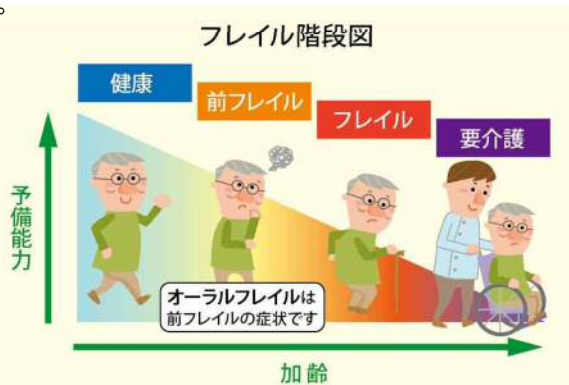 。
フレイル階段図
健康
前フレイル
フレイル
要介護
予備能力
オーラルフレイルは
前フレイルの症状です
加齢